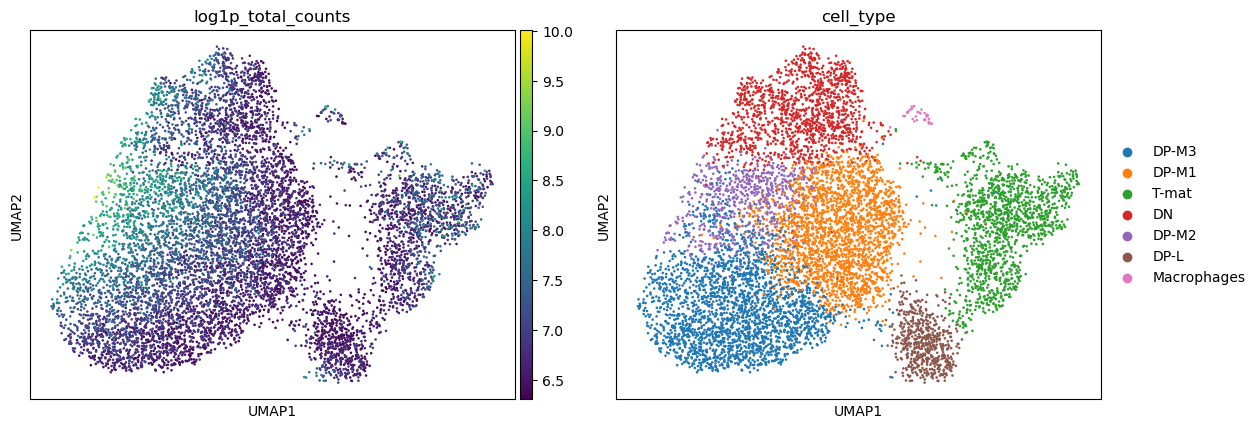 log1p_total_counts
UMAP2
UMAP1
10.0
9.5
9.0
8.5
8.0
7.5
7.0
6.5
cell_type
UMAP2
UMAP1
DP-M3
DP-M1
T-mat
DN
DP-M2
DP-L
Macrophages